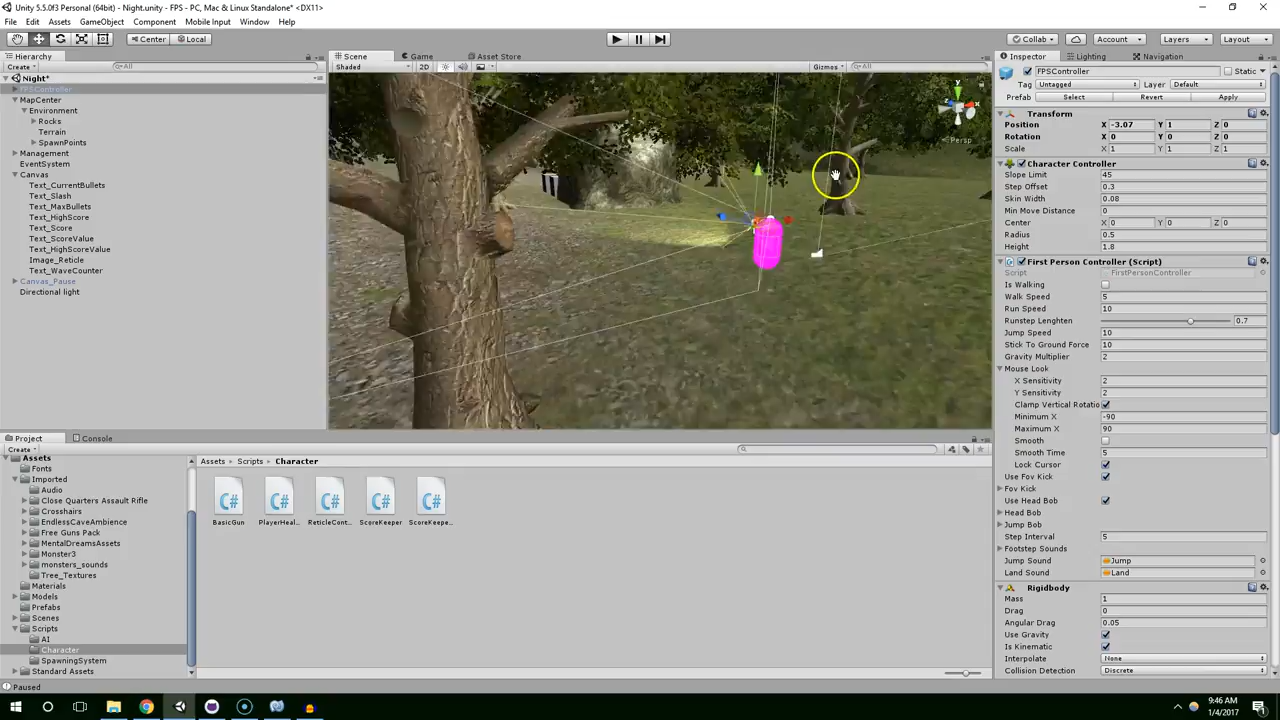 Unity 5.5.0f3 Personal (64bit) - Night.unity - FPS - PC, Mac & Linux Standalone* <DX11>
File Edit Assets GameObject Component Mobile Input Window Help
Center Local
Collab Account Layers Layout
Hierarchy
Create All
Night*
FPSController
MapCenter
Environment
Rocks
Terrain
SpawnPoints
Management
EventSystem
Canvas
Text_CurrentBullets
Text_Slash
Text_MaxBullets
Text_HighScore
Text_Score
Text_ScoreValue
Text_HighScoreValue
Image_Reticle
Text_WaveCounter
Canvas_Pause
Directional light
Scene Game Asset Store
Shaded 2D Gizmos All
y
x
Persp
Inspector Lighting Navigation
FPSController Static
Tag Untagged Layer Default
Prefab Select Revert Apply
Transform
Position X -3.07 Y 1 Z 0
Rotation X 0 Y 0 Z 0
Scale X 1 Y 1 Z 1
Character Controller
Slope Limit 45
Step Offset 0.3
Skin Width 0.08
Min Move Distance 0
Center X 0 Y 0 Z 0
Radius 0.5
Height 1.8
First Person Controller (Script)
Script FirstPersonController
Is Walking
Walk Speed 5
Run Speed 10
Runstep Lenghten 0.7
Jump Speed 10
Stick To Ground Force 10
Gravity Multiplier 2
Mouse Look
X Sensitivity 2
Y Sensitivity 2
Clamp Vertical Rotatio
Minimum X -90
Maximum X 90
Smooth
Smooth Time 5
Lock Cursor
Use Fov Kick
Fov Kick
Use Head Bob
Head Bob
Jump Bob
Step Interval 5
Footstep Sounds
Jump Sound Jump
Land Sound Land
Rigidbody
Mass 1
Drag 0
Angular Drag 0.05
Use Gravity
Is Kinematic
Interpolate None
Collision Detection Discrete
Project Console
Create
Assets
Fonts
Imported
Audio
Close Quarters Assault Rifle
Crosshairs
EndlessCaveAmbience
Free Guns Pack
MentalDreamsAssets
Monster3
monsters_sounds
Tree_Textures
Materials
Models
Prefabs
Scenes
Scripts
AI
Character
SpawningSystem
Standard Assets
Assets Scripts Character
C# C# C# C# C#
BasicGun PlayerHeal... ReticleCont... ScoreKeeper ScoreKeepe...
Paused
9:46 AM
1/4/2017